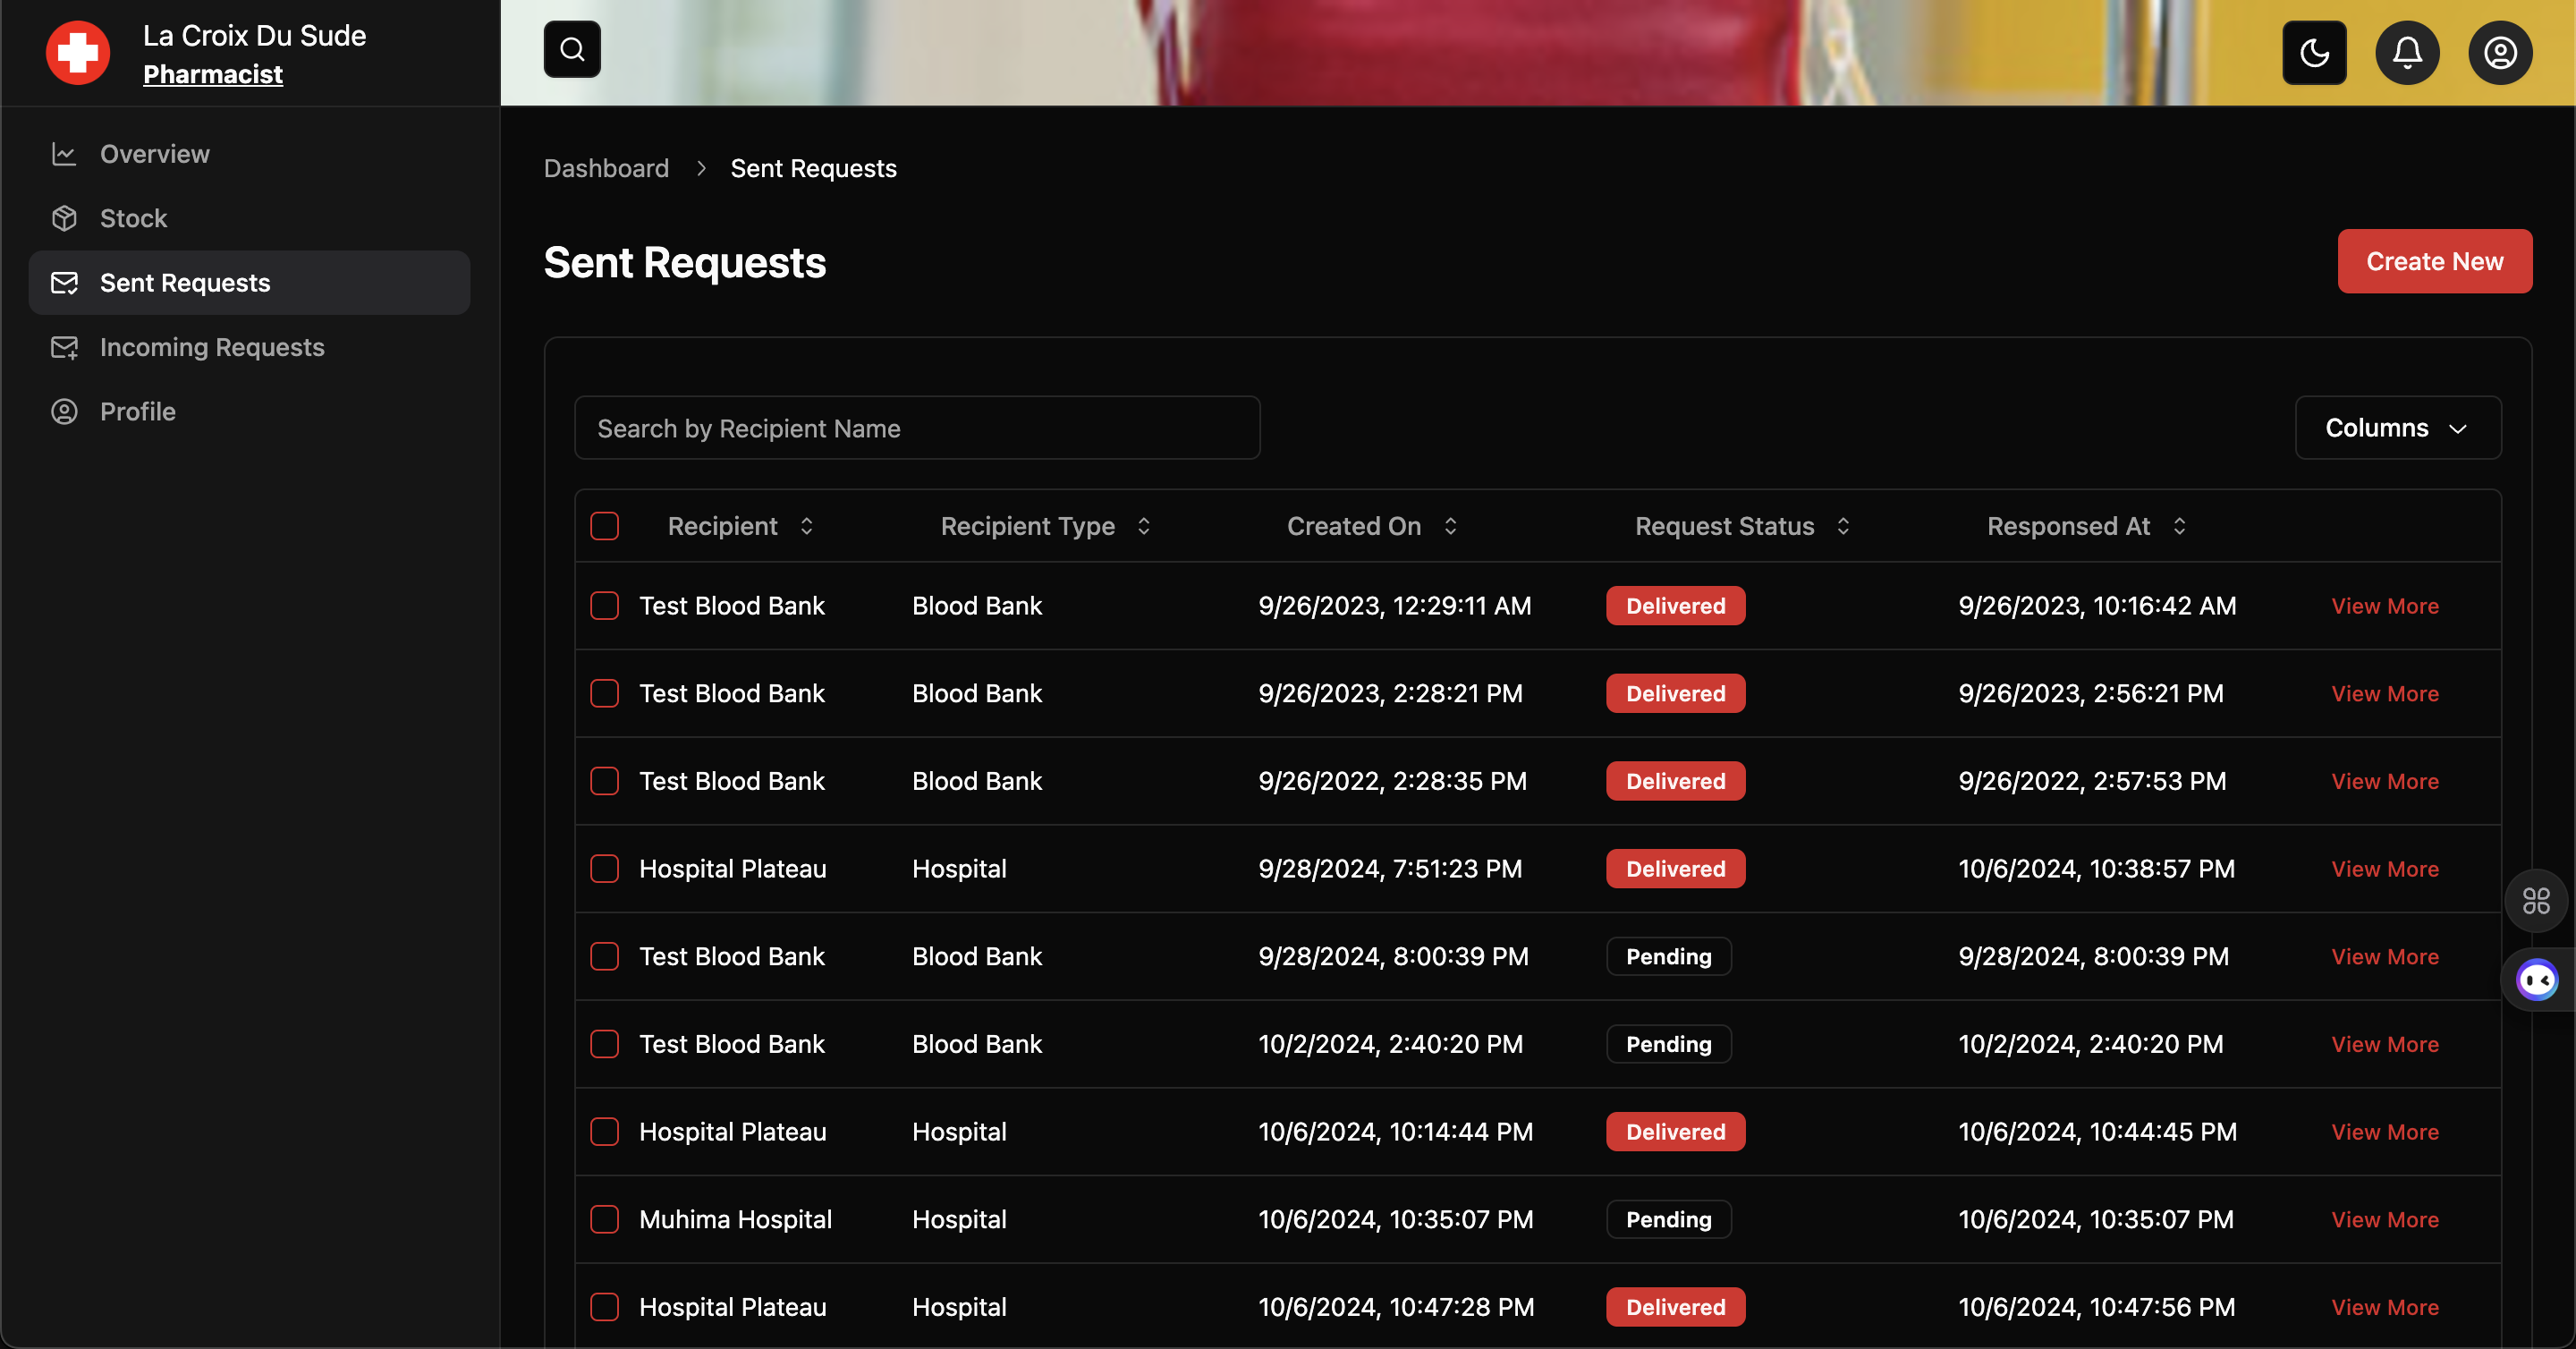 La Croix Du Sude
Pharmacist
Overview
Stock
Sent Requests
Incoming Requests
Profile
Dashboard > Sent Requests
Sent Requests
Create New
Search by Recipient Name
Columns
Recipient Recipient Type Created On Request Status Responsed At
Test Blood Bank Blood Bank 9/26/2023, 12:29:11 AM Delivered 9/26/2023, 10:16:42 AM View More
Test Blood Bank Blood Bank 9/26/2023, 2:28:21 PM Delivered 9/26/2023, 2:56:21 PM View More
Test Blood Bank Blood Bank 9/26/2022, 2:28:35 PM Delivered 9/26/2022, 2:57:53 PM View More
Hospital Plateau Hospital 9/28/2024, 7:51:23 PM Delivered 10/6/2024, 10:38:57 PM View More
Test Blood Bank Blood Bank 9/28/2024, 8:00:39 PM Pending 9/28/2024, 8:00:39 PM View More
Test Blood Bank Blood Bank 10/2/2024, 2:40:20 PM Pending 10/2/2024, 2:40:20 PM View More
Hospital Plateau Hospital 10/6/2024, 10:14:44 PM Delivered 10/6/2024, 10:44:45 PM View More
Muhima Hospital Hospital 10/6/2024, 10:35:07 PM Pending 10/6/2024, 10:35:07 PM View More
Hospital Plateau Hospital 10/6/2024, 10:47:28 PM Delivered 10/6/2024, 10:47:56 PM View More